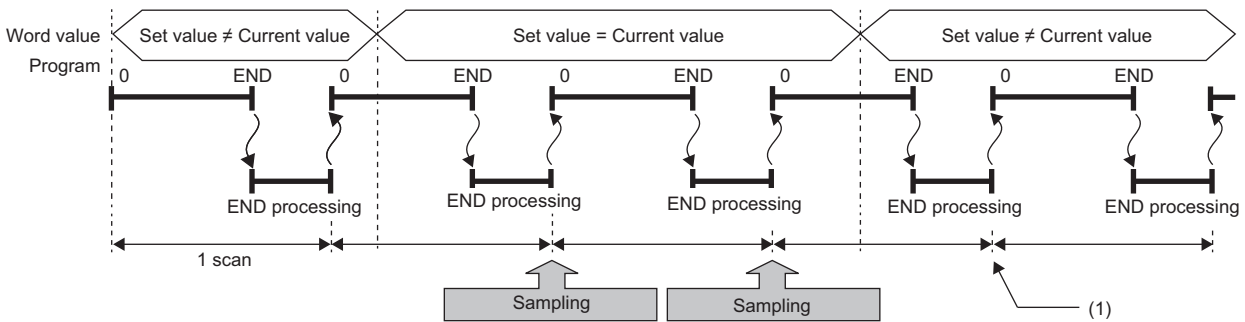 Word value
Set value ≠ Current value
Set value = Current value
Set value ≠ Current value
Program
0
END
0
END
0
END
0
END
0
END
END processing
END processing
END processing
END processing
END processing
1 scan
Sampling
Sampling
(1)